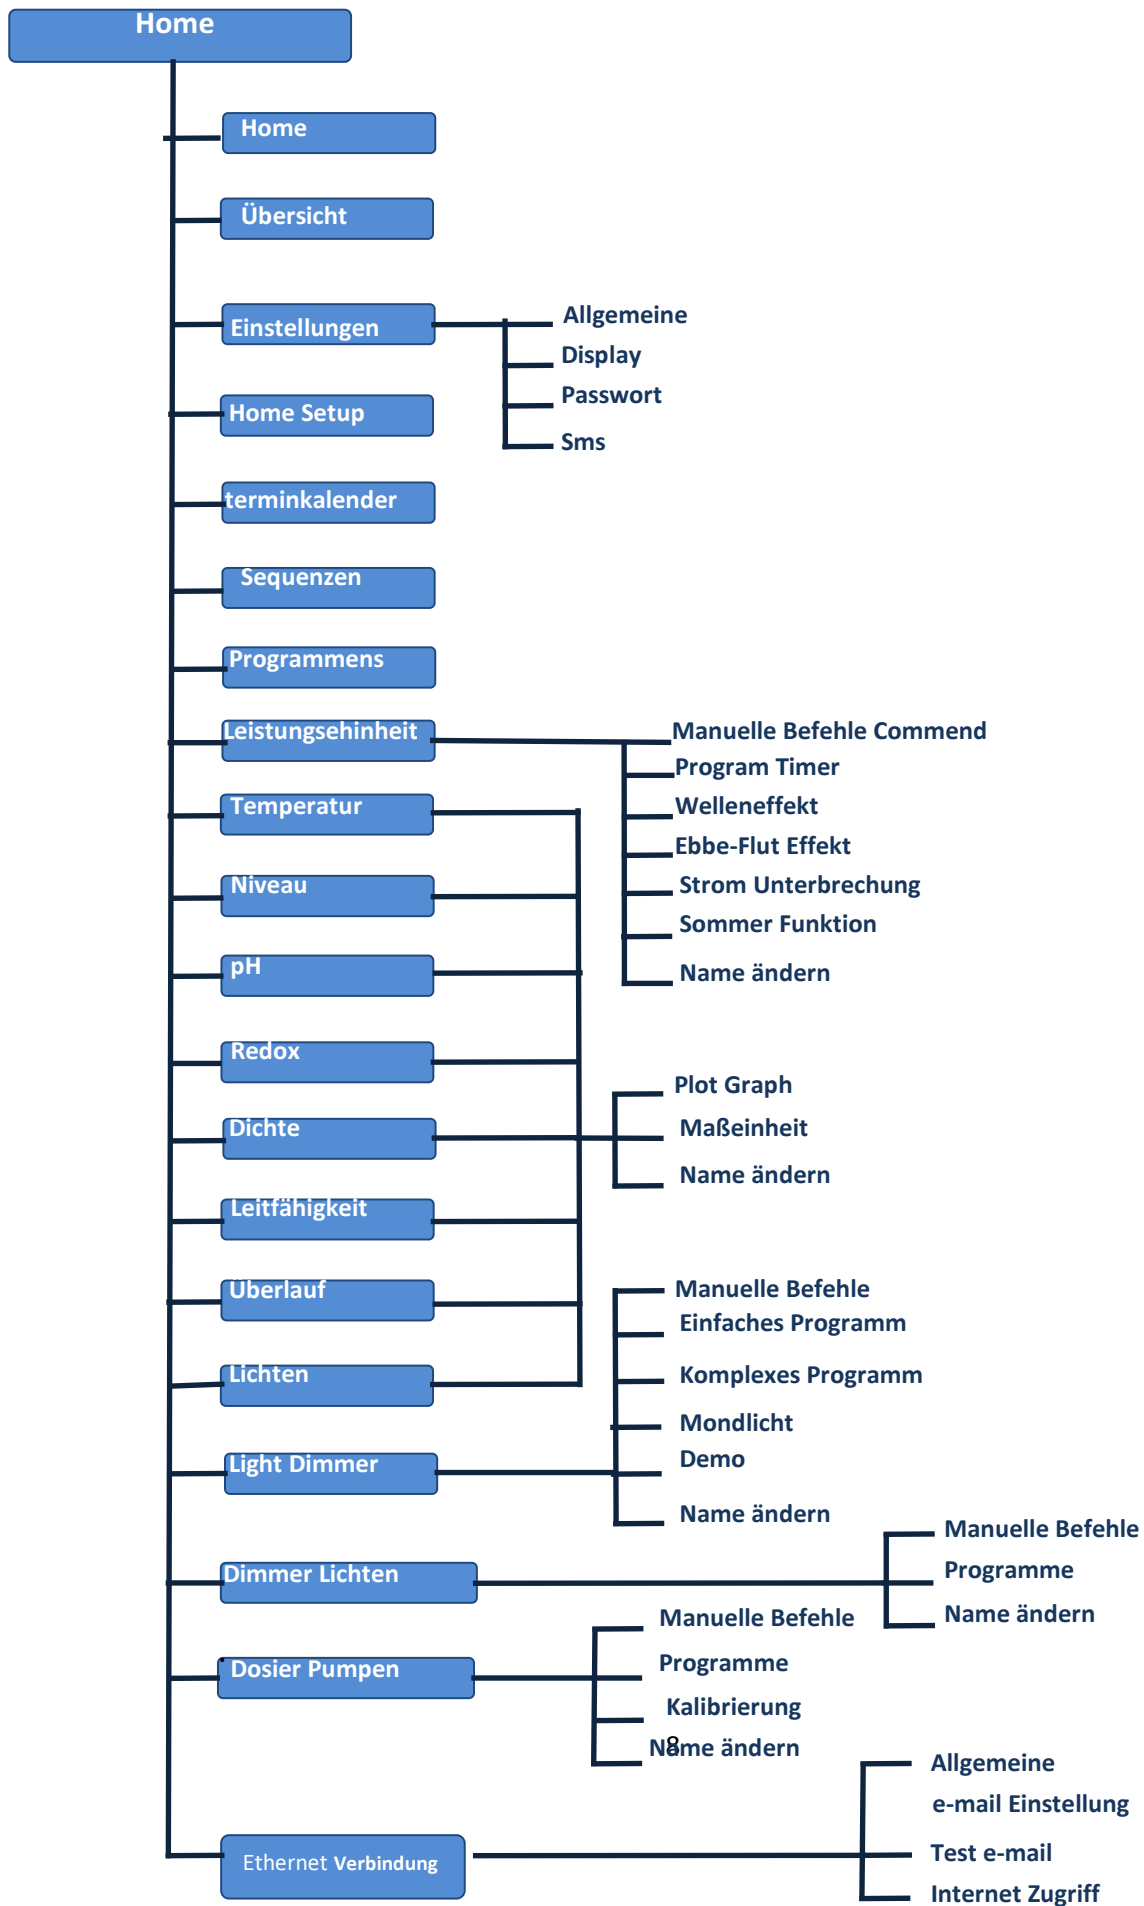 Home
Home
Übersicht
Einstellungen
Allgemeine
Display
Passwort
Sms
Home Setup
terminkalender
Sequenzen
Programmens
Leistungsehinheit
Manuelle Befehle Commend
Program Timer
Welleneffekt
Ebbe-Flut Effekt
Strom Unterbrechung
Sommer Funktion
Name ändern
Temperatur
Niveau
pH
Redox
Dichte
Plot Graph
Maßeinheit
Name ändern
Leitfähigkeit
Überlauf
Lichten
Light Dimmer
Manuelle Befehle
Einfaches Programm
Komplexes Programm
Mondlicht
Demo
Name ändern
Dimmer Lichten
Manuelle Befehle
Programme
Name ändern
Dosier Pumpen
Manuelle Befehle
Programme
Kalibrierung
Name ändern
8
Ethernet Verbindung
Allgemeine
e-mail Einstellung
Test e-mail
Internet Zugriff